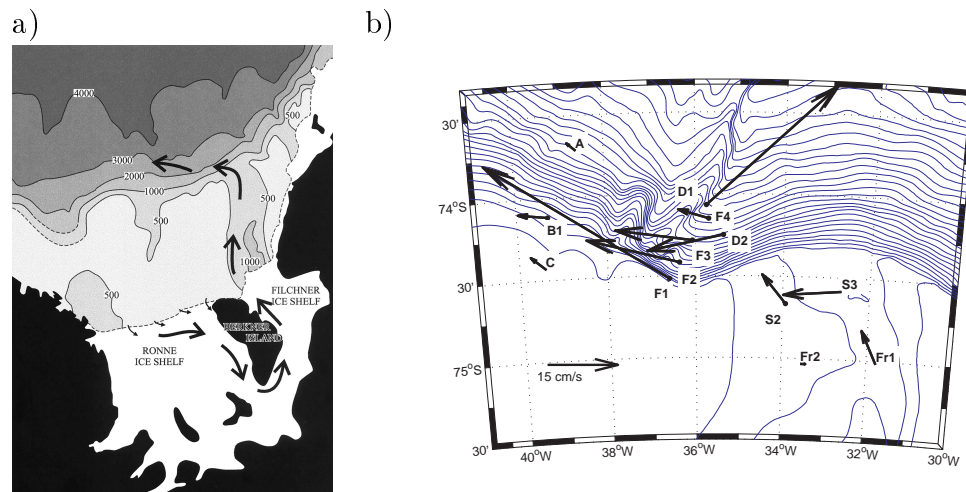 a)
b)
4000
500
3000
2000
1000
500
500
1000
500
FILCHNER
ICE SHELF
BERKNER
ISLAND
RONNE
ICE SHELF
30'
74°S
30'
75°S
30'
40°W
38°W
36°W
34°W
32°W
30°W
A
D1
B1
F4
D2
C
F3
F2
F1
S3
S2
Fr2
Fr1
15 cm/s